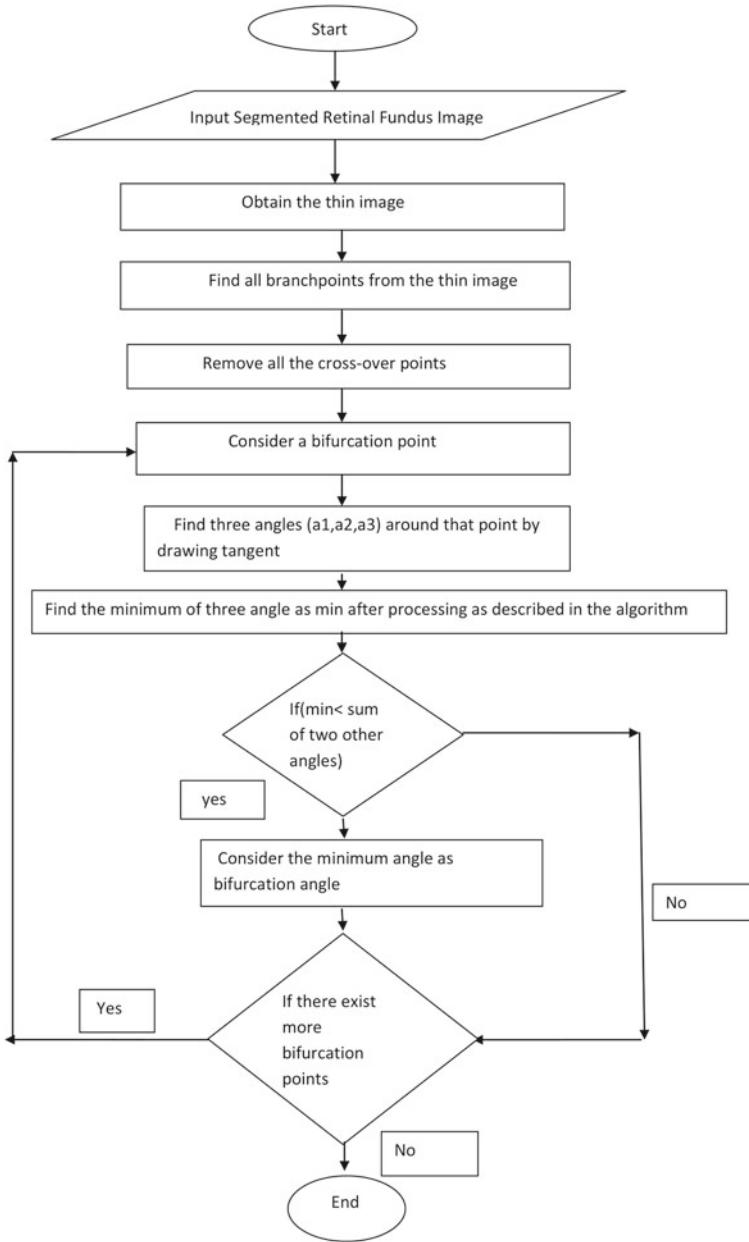 Start
Input Segmented Retinal Fundus Image
Obtain the thin image
Find all branchpoints from the thin image
Remove all the cross-over points
Consider a bifurcation point
Find three angles (a1,a2,a3) around that point by
drawing tangent
Find the minimum of three angle as min after processing as described in the algorithm
If(min< sum
of two other
angles)
yes
Consider the minimum angle as
bifurcation angle
No
Yes
If there exist
more
bifurcation
points
No
End